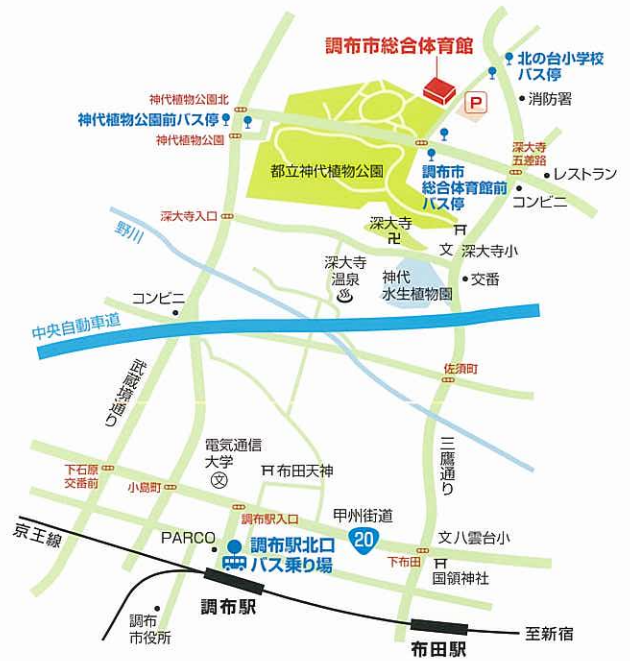 調布市総合体育館
北の台小学校
バス停
消防署
P
神代植物公園北
神代植物公園前バス停
神代植物公園
都立神代植物公園
調布市
総合体育館前
バス停
深大寺
五差路
レストラン
コンビニ
深大寺入口
野川
深大寺
卍
文 深大寺小
深大寺
温泉
神代
水生植物園
交番
コンビニ
中央自動車道
佐須町
武蔵境通り
三鷹通り
電気通信
大学
文
布田天神
下石原
交番前
小島町
調布駅入口
甲州街道
20
京王線
PARCO
調布駅北口
バス乗り場
文八雲台小
下布田
国領神社
調布駅
調布
市役所
布田駅
至新宿